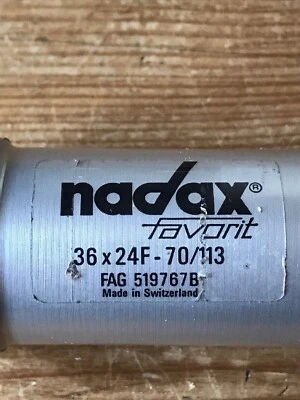 nadax®
favorit
36 x 24F - 70/113
FAG 519767B
Made in Switzerland